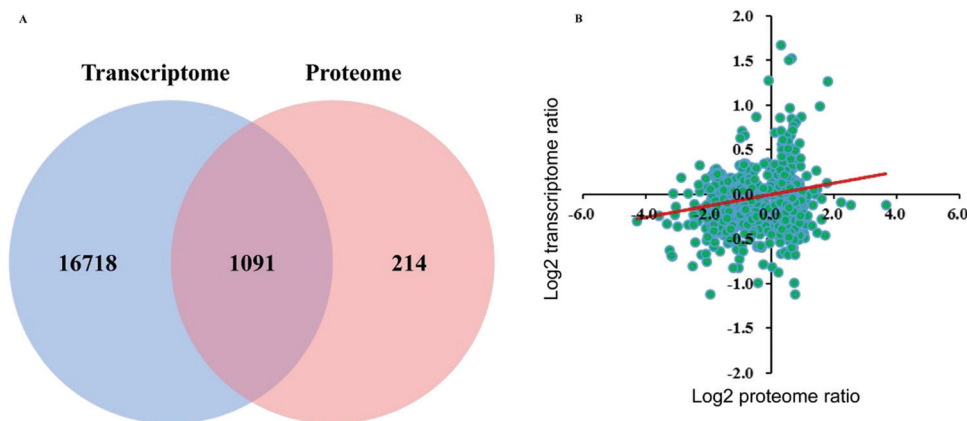 A
Transcriptome Proteome
16718 1091 214
B
Log2 transcriptome ratio
2.0
1.5
1.0
0.5
0.0
-6.0 -4.0 -2.0 0.0 2.0 4.0 6.0
-0.5
-1.0
-1.5
-2.0
Log2 proteome ratio